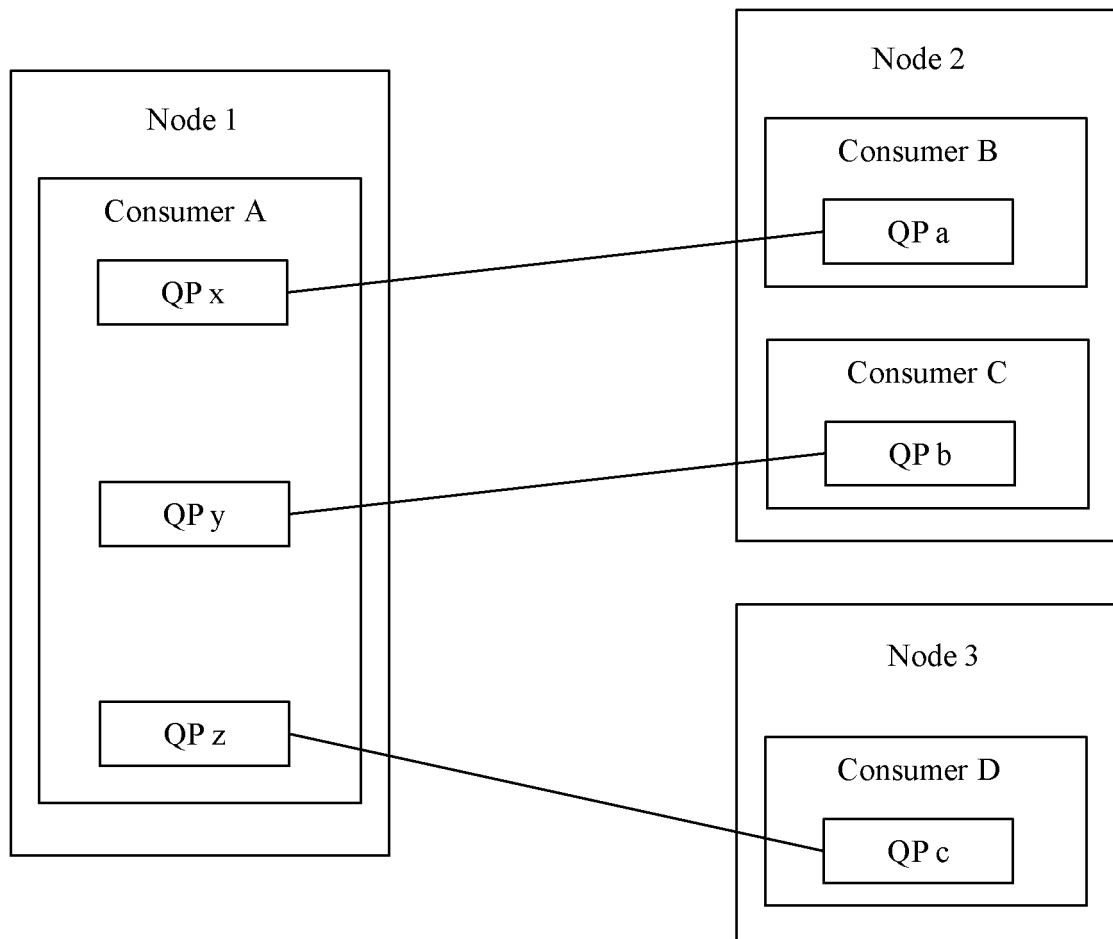 Node 1
Consumer A
QP x
QP y
QP z
Node 2
Consumer B
QP a
Consumer C
QP b
Node 3
Consumer D
QP c